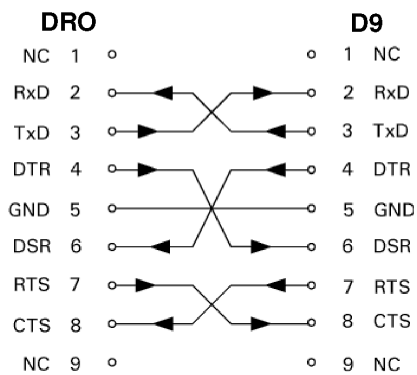 DRO D9
NC 1 1 NC
RxD 2 2 RxD
TxD 3 3 TxD
DTR 4 4 DTR
GND 5 5 GND
DSR 6 6 DSR
RTS 7 7 RTS
CTS 8 8 CTS
NC 9 9 NC